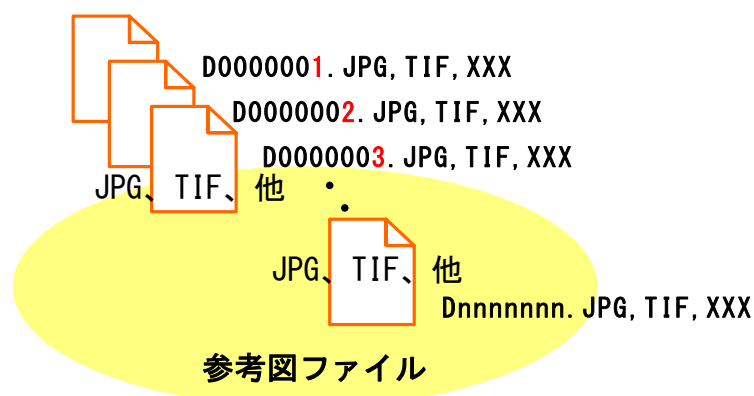 D0000001.JPG,TIF,XXX
D0000002.JPG,TIF,XXX
D0000003.JPG,TIF,XXX
JPG、TIF、他
JPG、TIF、他
Dnnnnnnn.JPG,TIF,XXX
参考図ファイル